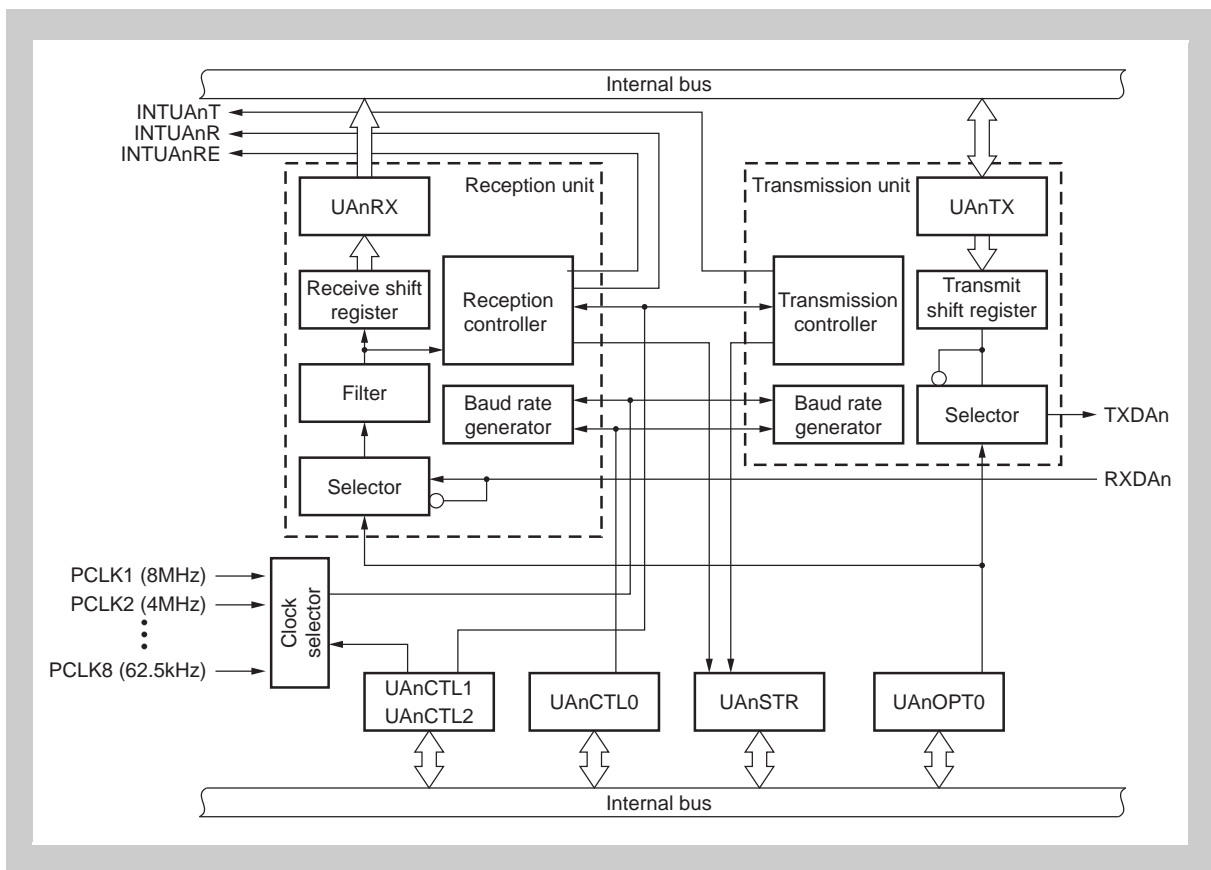 Internal bus
INTUAnT
INTUAnR
INTUAnRE
Reception unit
Transmission unit
UAnRX
UAnTX
Receive shift
register
Reception
controller
Transmission
controller
Transmit
shift register
Filter
Baud rate
generator
Baud rate
generator
Selector
TXDAn
Selector
RXDAn
PCLK1 (8MHz)
PCLK2 (4MHz)
PCLK8 (62.5kHz)
Clock
selector
UAnCTL1
UAnCTL2
UAnCTL0
UAnSTR
UAnOPT0
Internal bus